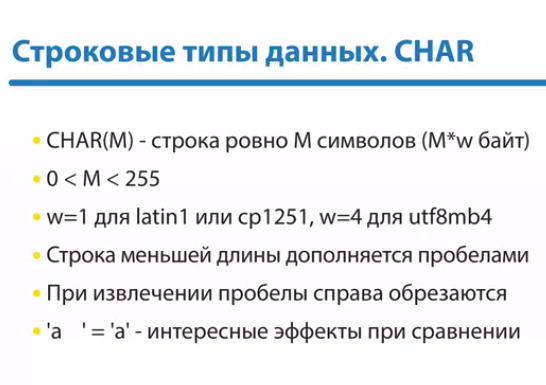 Строковые типы данных. CHAR
• CHAR(M) - строка ровно M символов (M*w байт)
• 0 < M < 255
• w=1 для latin1 или cp1251, w=4 для utf8mb4
• Строка меньшей длины дополняется пробелами
• При извлечении пробелы справа обрезаются
• 'a    ' = 'a' - интересные эффекты при сравнении